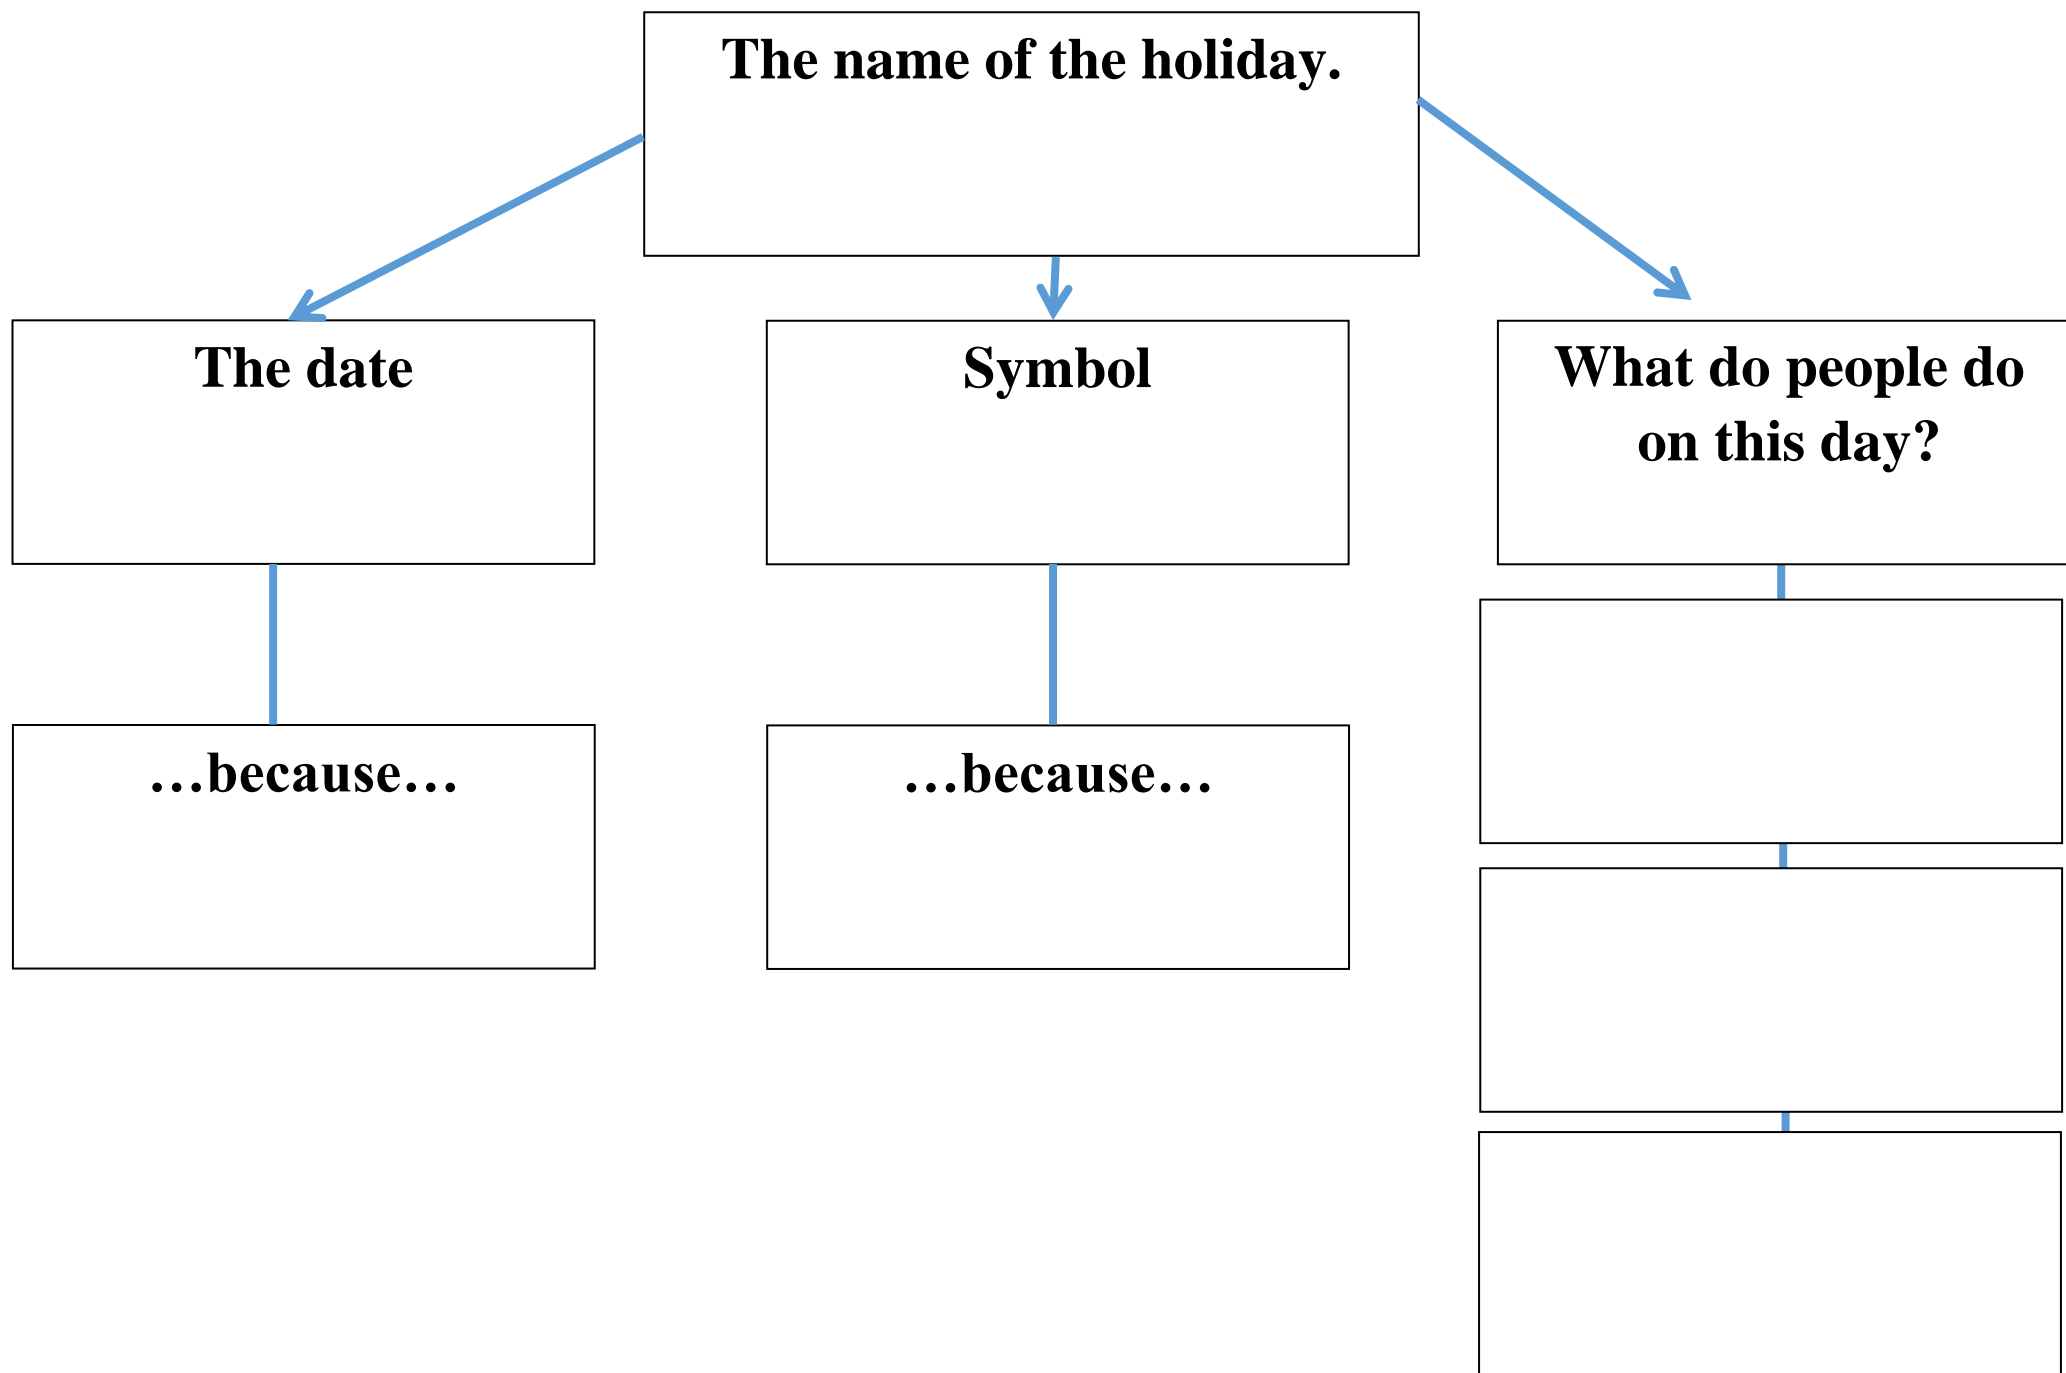 The name of the holiday.
The date
Symbol
What do people do
on this day?
…because…
…because…